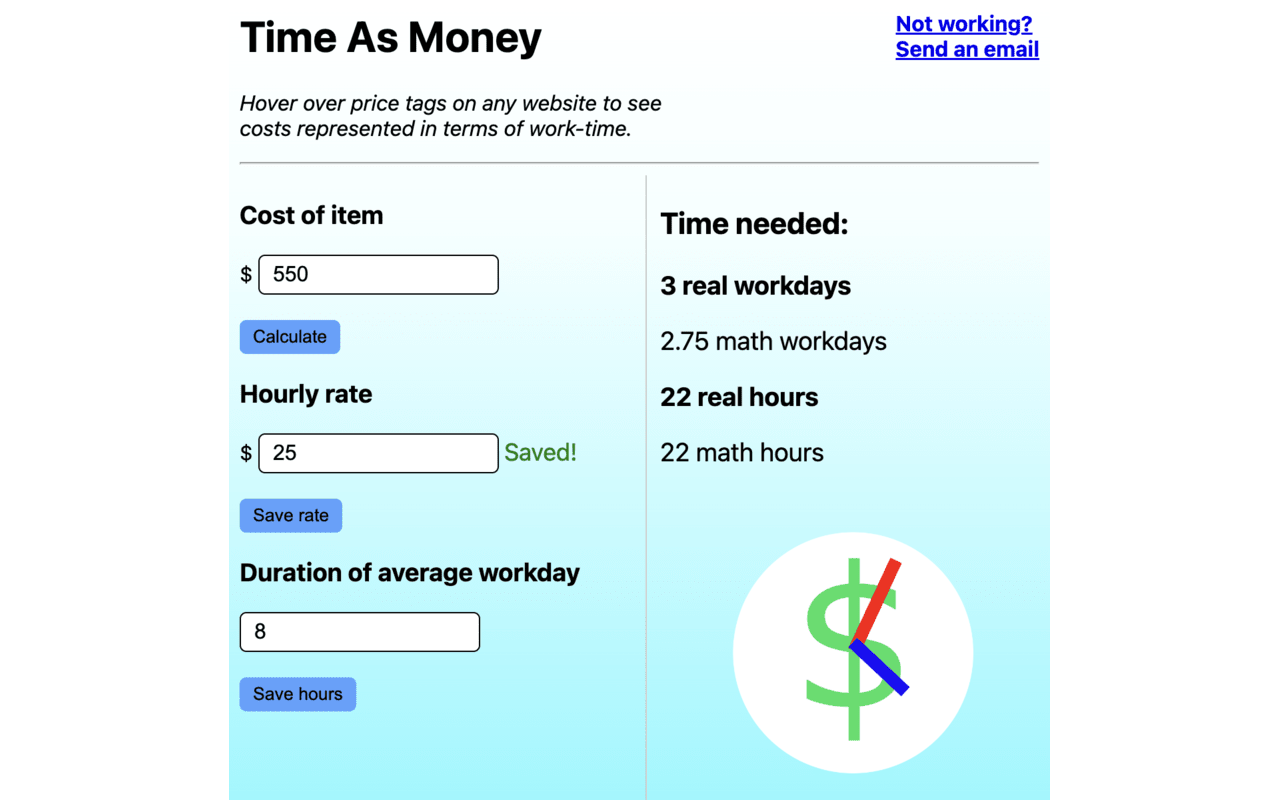 Time As Money
Not working?
Send an email
Hover over price tags on any website to see
costs represented in terms of work-time.
Cost of item
$ 550
Calculate
Hourly rate
$ 25 Saved!
Save rate
Duration of average workday
8
Save hours
Time needed:
3 real workdays
2.75 math workdays
22 real hours
22 math hours
$